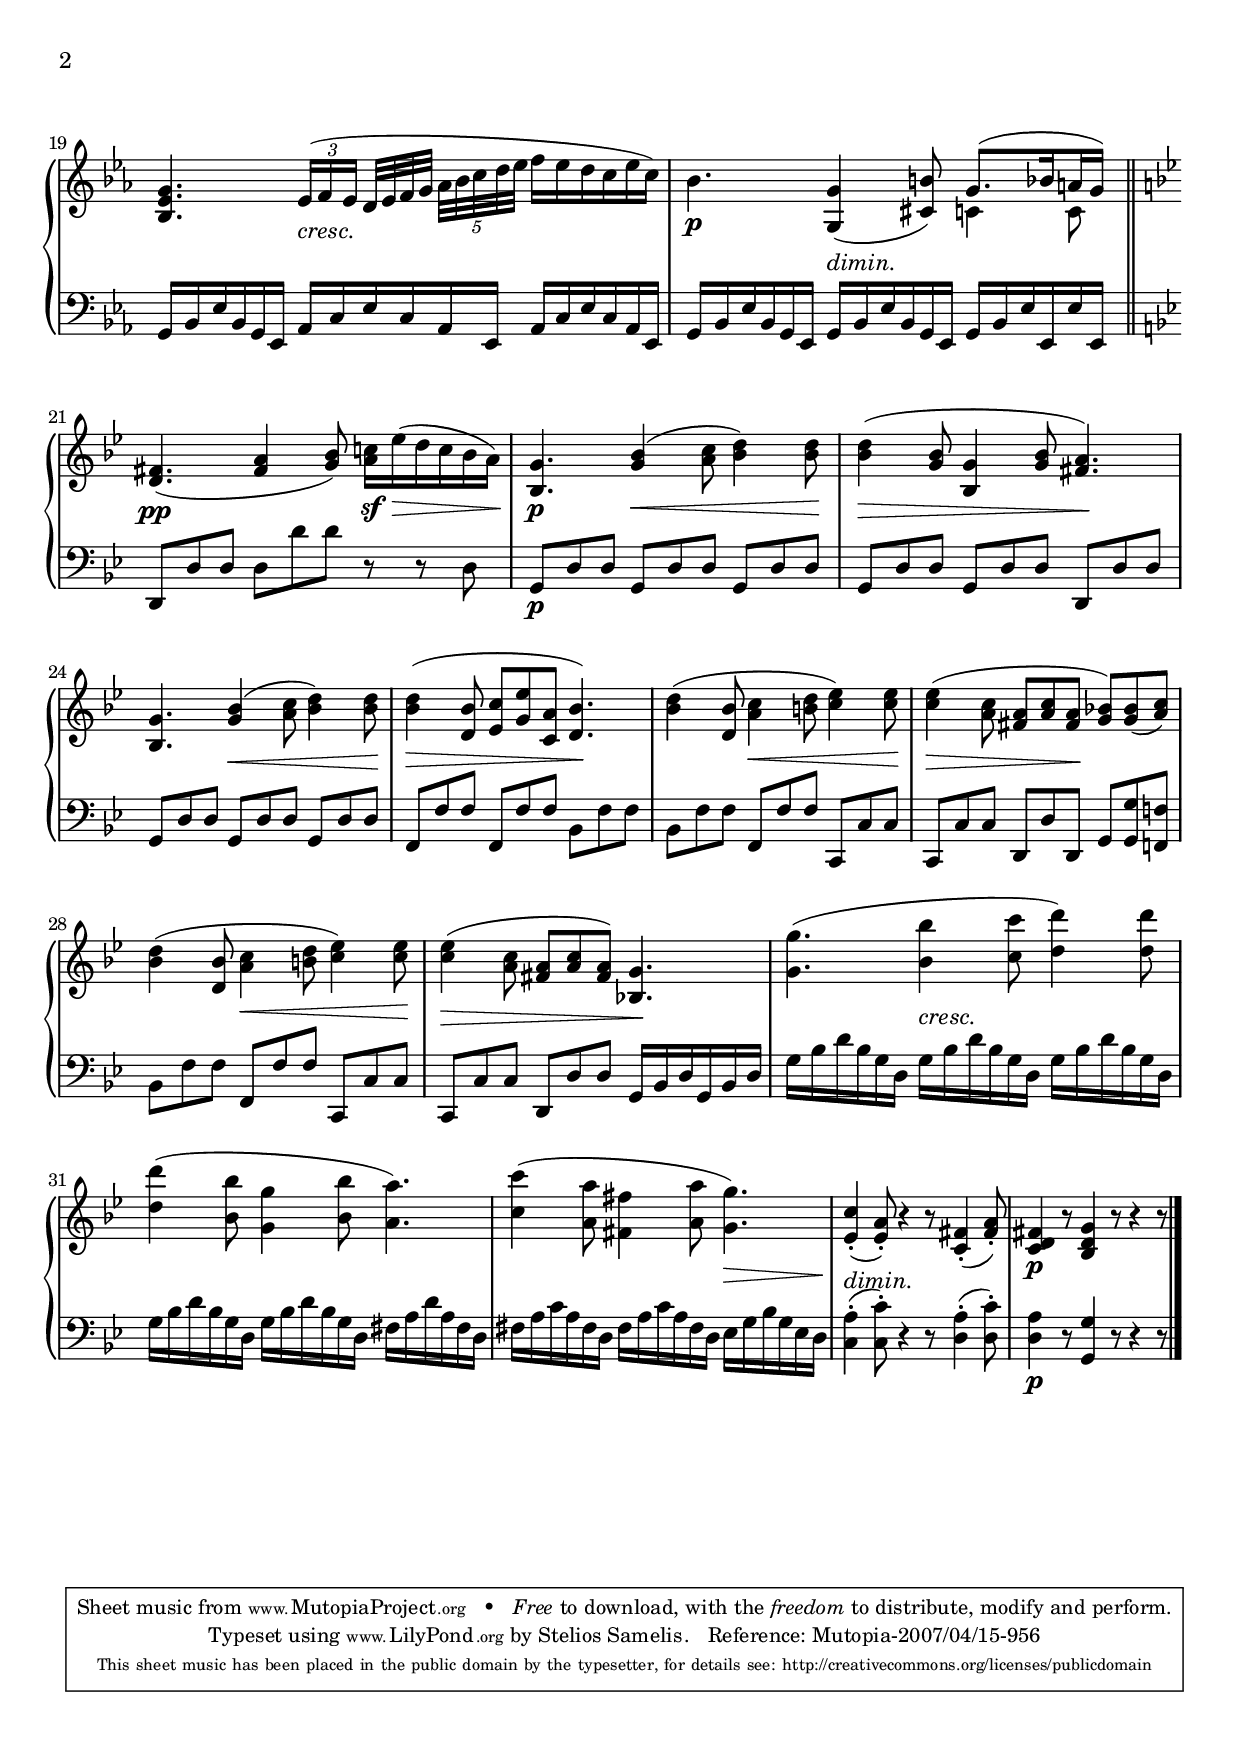 2
19
3
cresc.
5
p
dimin.
21
pp
sf
p
p
24
28
cresc.
31
dimin.
p
p
Sheet music from www.MutopiaProject.org • Free to download, with the freedom to distribute, modify and perform.
Typeset using www.LilyPond.org by Stelios Samelis. Reference: Mutopia-2007/04/15-956
This sheet music has been placed in the public domain by the typesetter, for details see: http://creativecommons.org/licenses/publicdomain